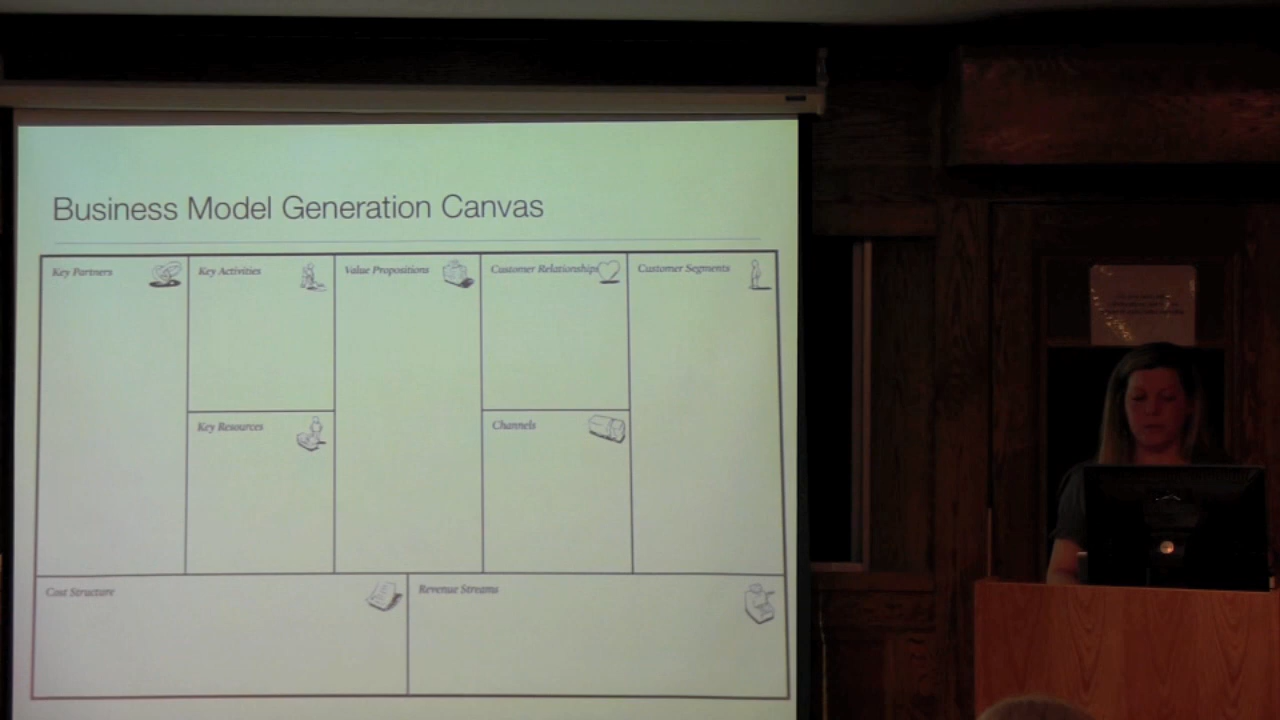 Business Model Generation Canvas
Key Partners
Key Activities
Value Propositions
Customer Relationships
Customer Segments
Key Resources
Channels
Cost Structure
Revenue Streams